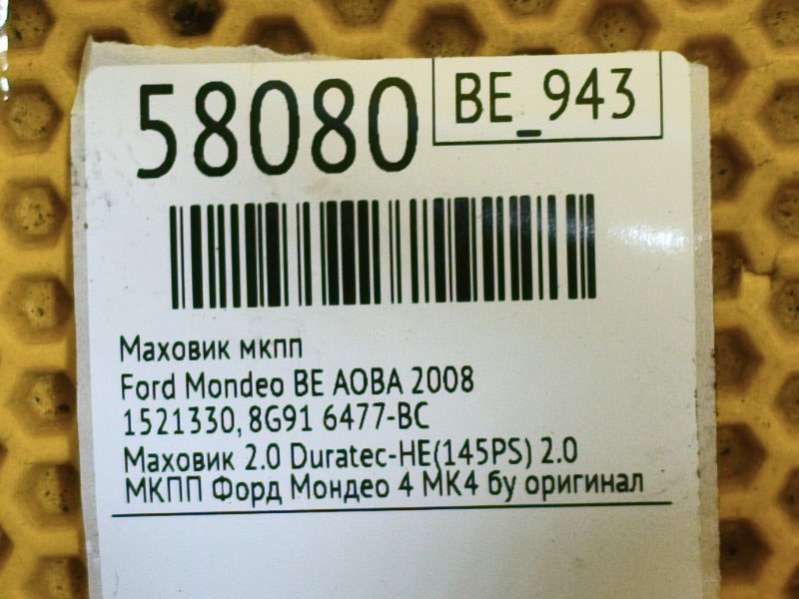 58080
BE_943
Маховик мкпп
Ford Mondeo BE AOBA 2008
1521330, 8G91 6477-BC
Маховик 2.0 Duratec-HE(145PS) 2.0
МКПП Форд Мондео 4 МК4 бу оригинал